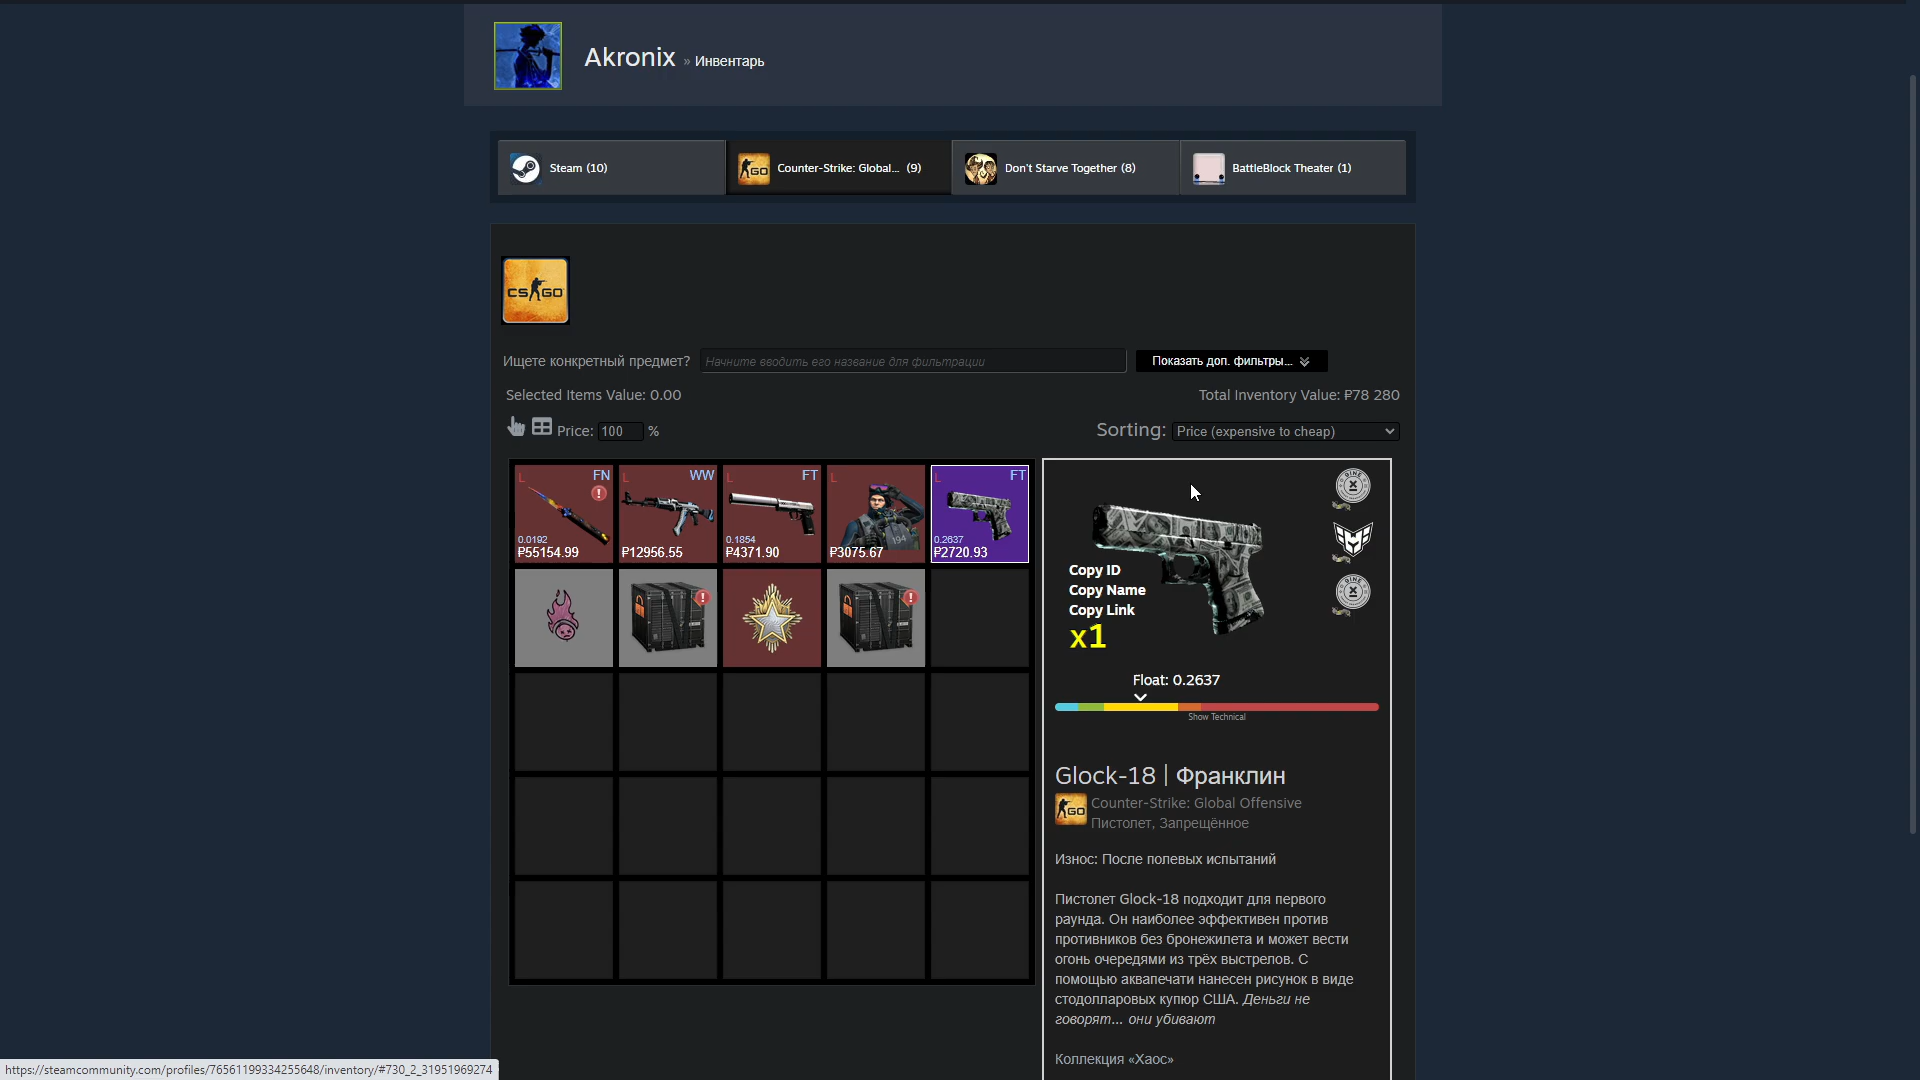 Akronix » Инвентарь
Steam (10)
Counter-Strike: Global... (9)
Don't Starve Together (8)
BattleBlock Theater (1)
CS GO
Ищете конкретный предмет?
Начните вводить его название для фильтрации
Показать доп. фильтры...
Selected Items Value: 0.00
Total Inventory Value: ₽78 280
Price: 100 %
Sorting: Price (expensive to cheap)
L FN
0.0192
₽55154.99
L WW
₽12956.55
L FT
0.1854
₽4371.90
L
₽3075.67
L FT
0.2637
₽2720.93
Copy ID
Copy Name
Copy Link
x1
Float: 0.2637
Show Technical
Glock-18 | Франклин
GO
Counter-Strike: Global Offensive
Пистолет, Запрещённое
Износ: После полевых испытаний
Пистолет Glock-18 подходит для первого
раунда. Он наиболее эффективен против
противников без бронежилета и может вести
огонь очередями из трёх выстрелов. С
помощью аквапечати нанесен рисунок в виде
стодолларовых купюр США. Деньги не
говорят... они убивают
Коллекция «Хаос»
https://steamcommunity.com/profiles/76561199334255648/inventory/#730_2_31951969274